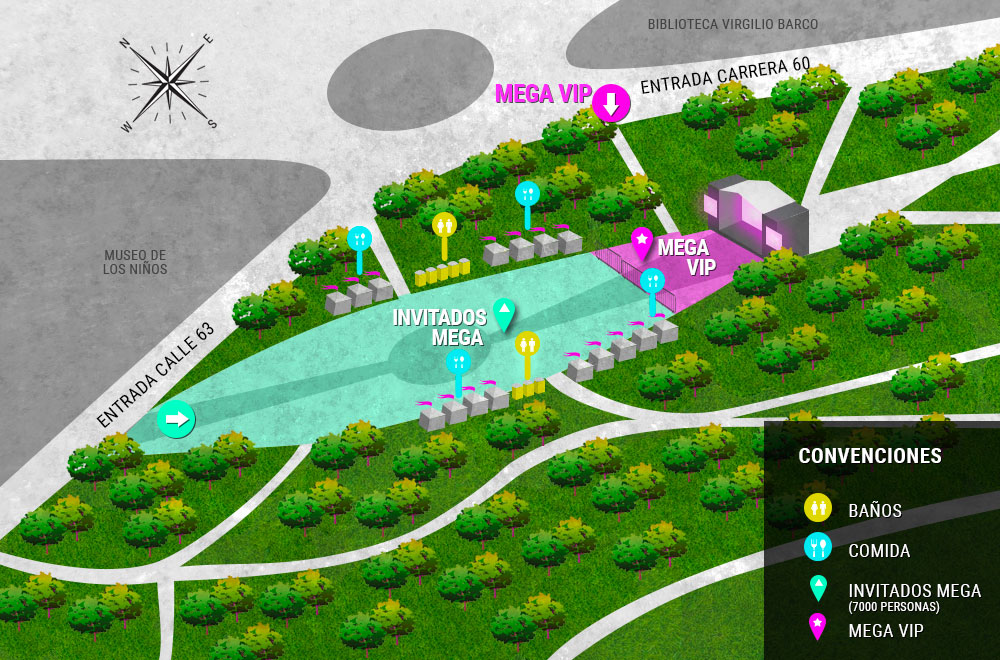 BIBLIOTECA VIRGILIO BARCO
N
E
W
S
ENTRADA CARRERA 60
MEGA VIP
MUSEO DE
LOS NIÑOS
MEGA
VIP
INVITADOS
MEGA
ENTRADA CALLE 63
CONVENCIONES
BAÑOS
COMIDA
INVITADOS MEGA
(7000 PERSONAS)
MEGA VIP